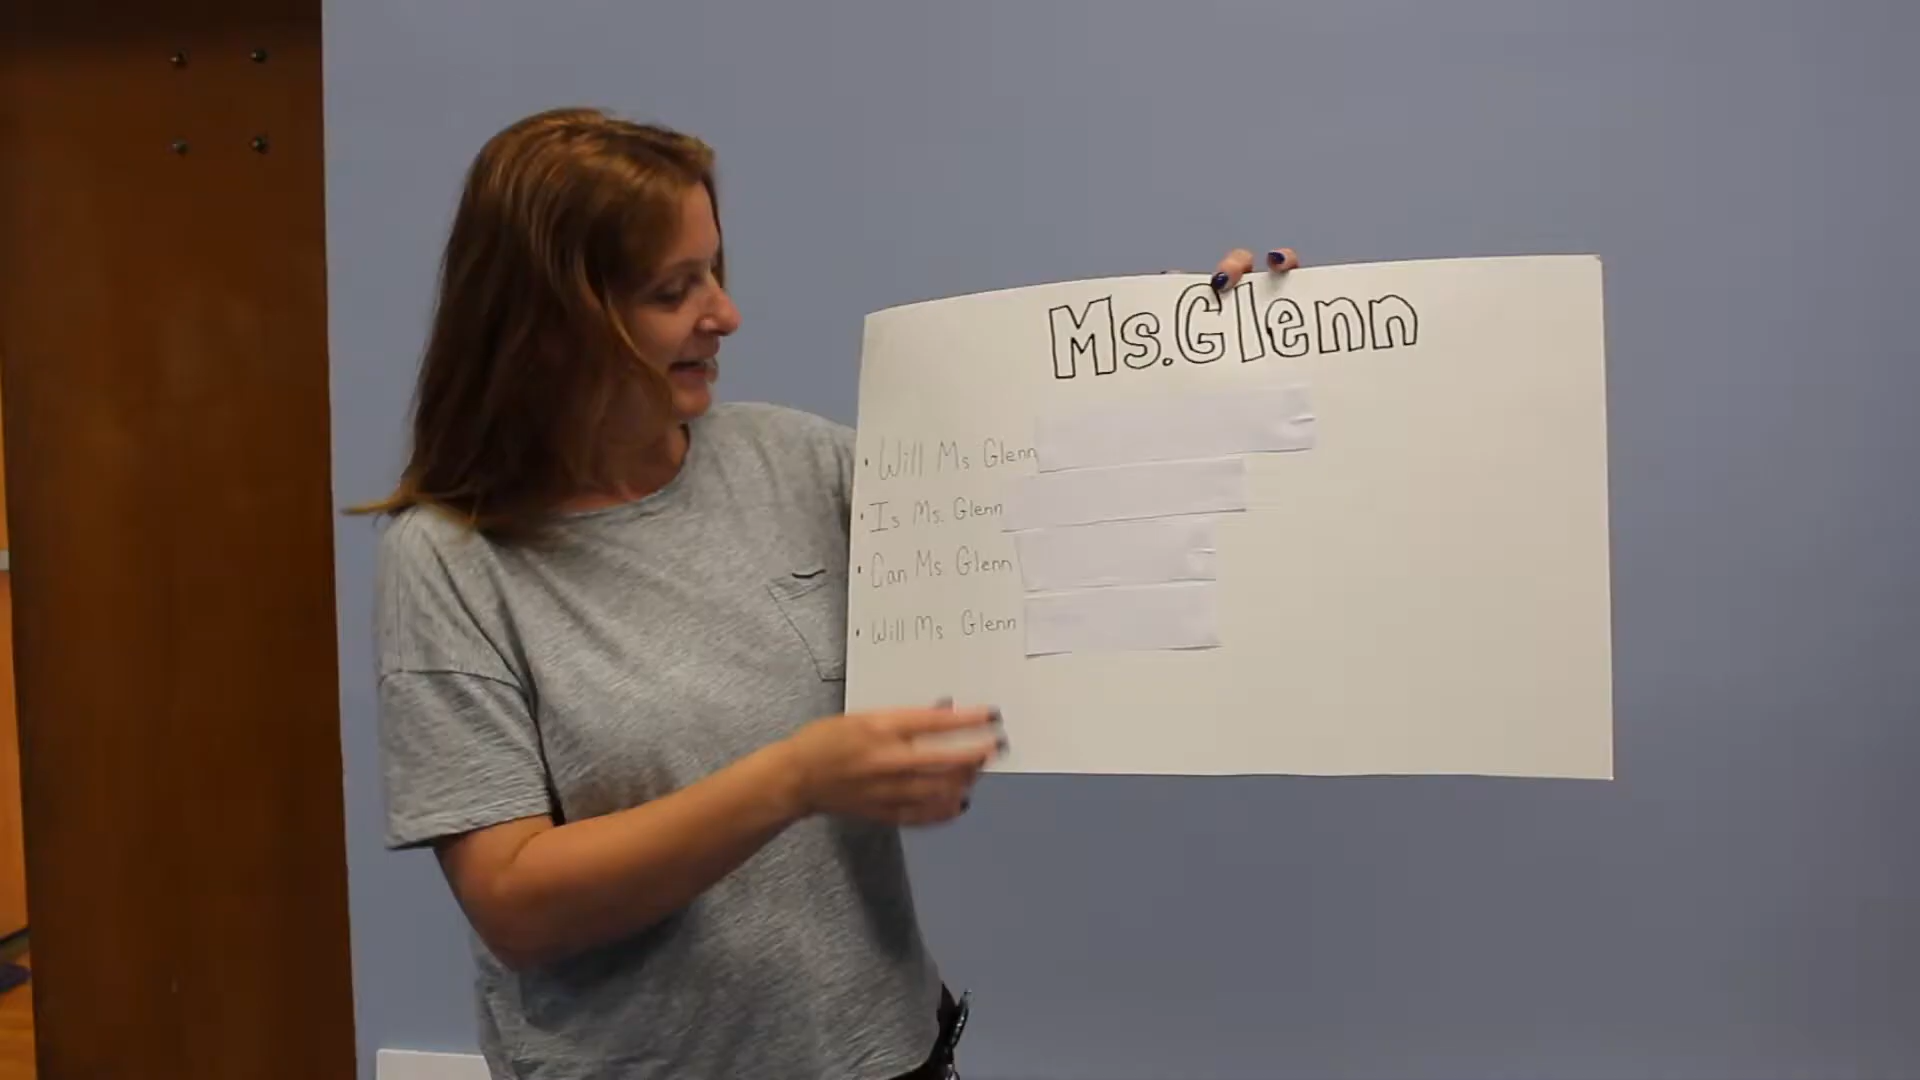 Ms.Glenn
• Will Ms Glenn
• Is Ms. Glenn
• Can Ms. Glenn
• Will Ms Glenn